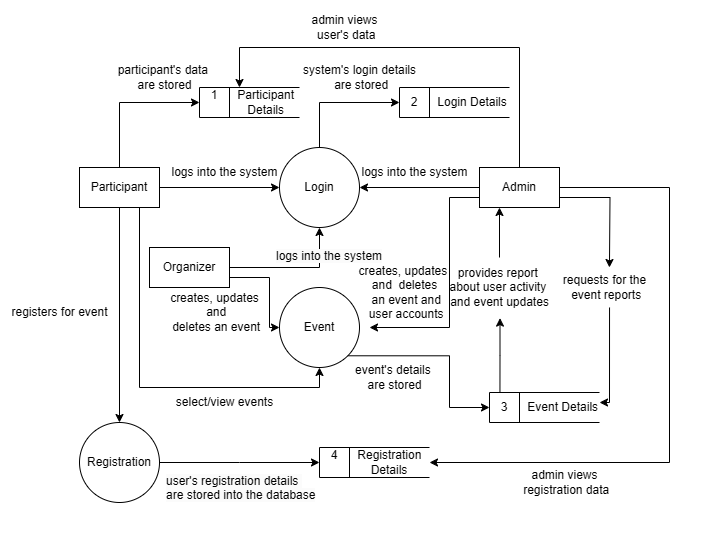 admin views
user's data
participant's data
are stored
system's login details
are stored
1
Participant
Details
2
Login Details
logs into the system
logs into the system
Participant
Login
Admin
Organizer
logs into the system
creates, updates
and
deletes an event
creates, updates
and deletes
an event and
user accounts
provides report
about user activity
and event updates
requests for the
event reports
registers for event
Event
event's details
are stored
select/view events
3
Event Details
Registration
4
Registration
Details
user's registration details
are stored into the database
admin views
registration data